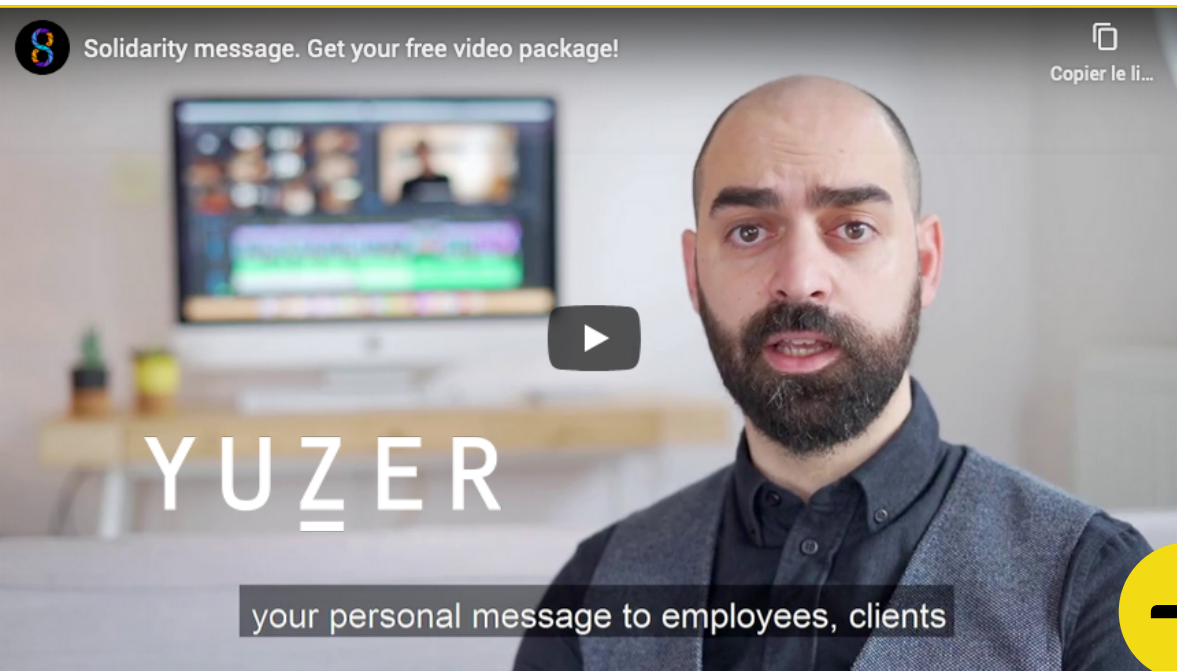 Solidarity message. Get your free video package!
Copier le li...
YUZER
your personal message to employees, clients